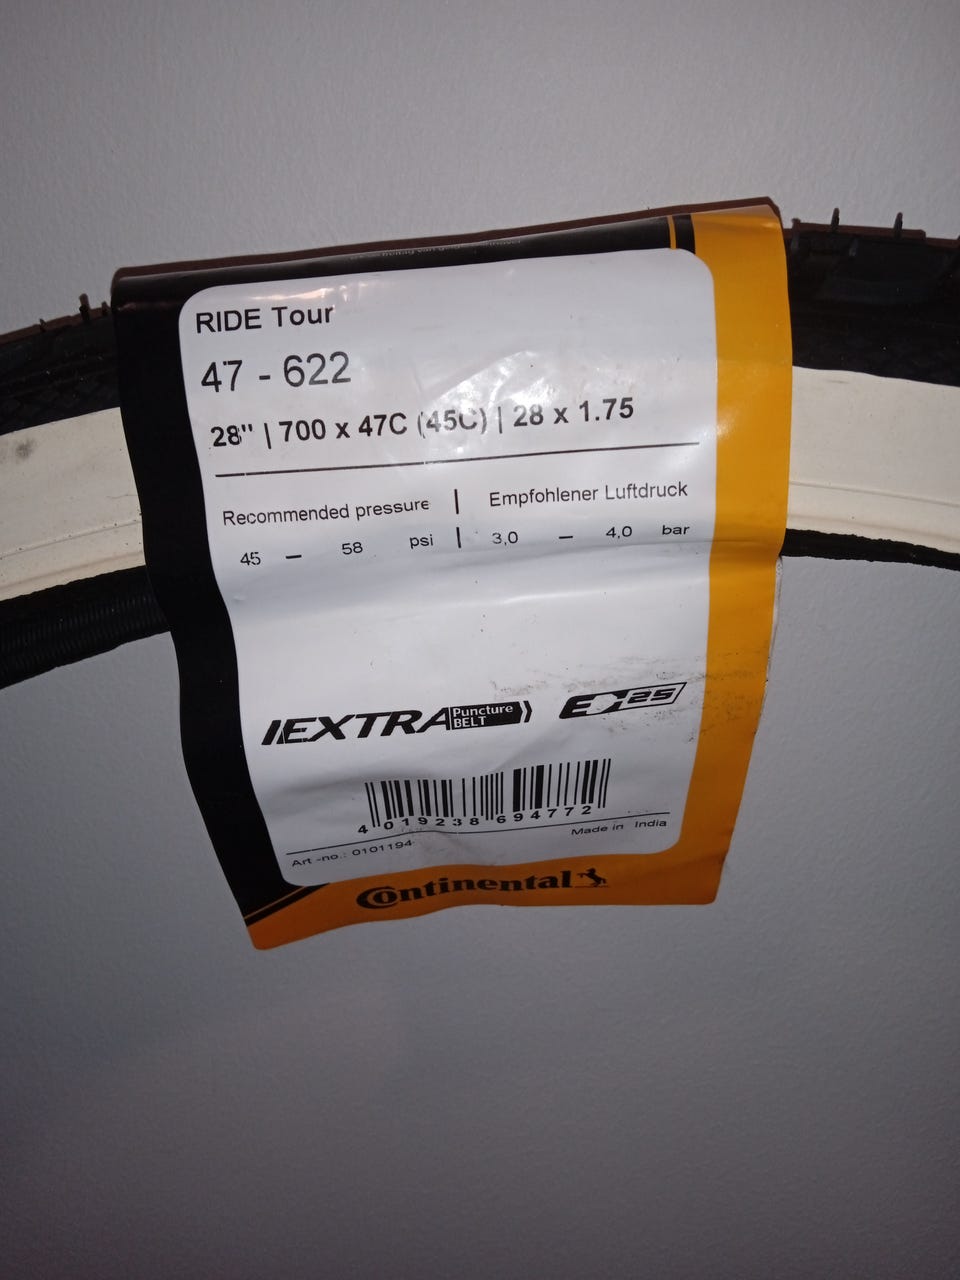 RIDE Tour
47 - 622
28" | 700 x 47C (45C) | 28 x 1.75
Recommended pressure | Empfohlener Luftdruck
45 – 58 psi | 3,0 – 4,0 bar
EXTRA Puncture BELT E25
4 019238 694772
Art -no.: 0101194 Made in India
Continental